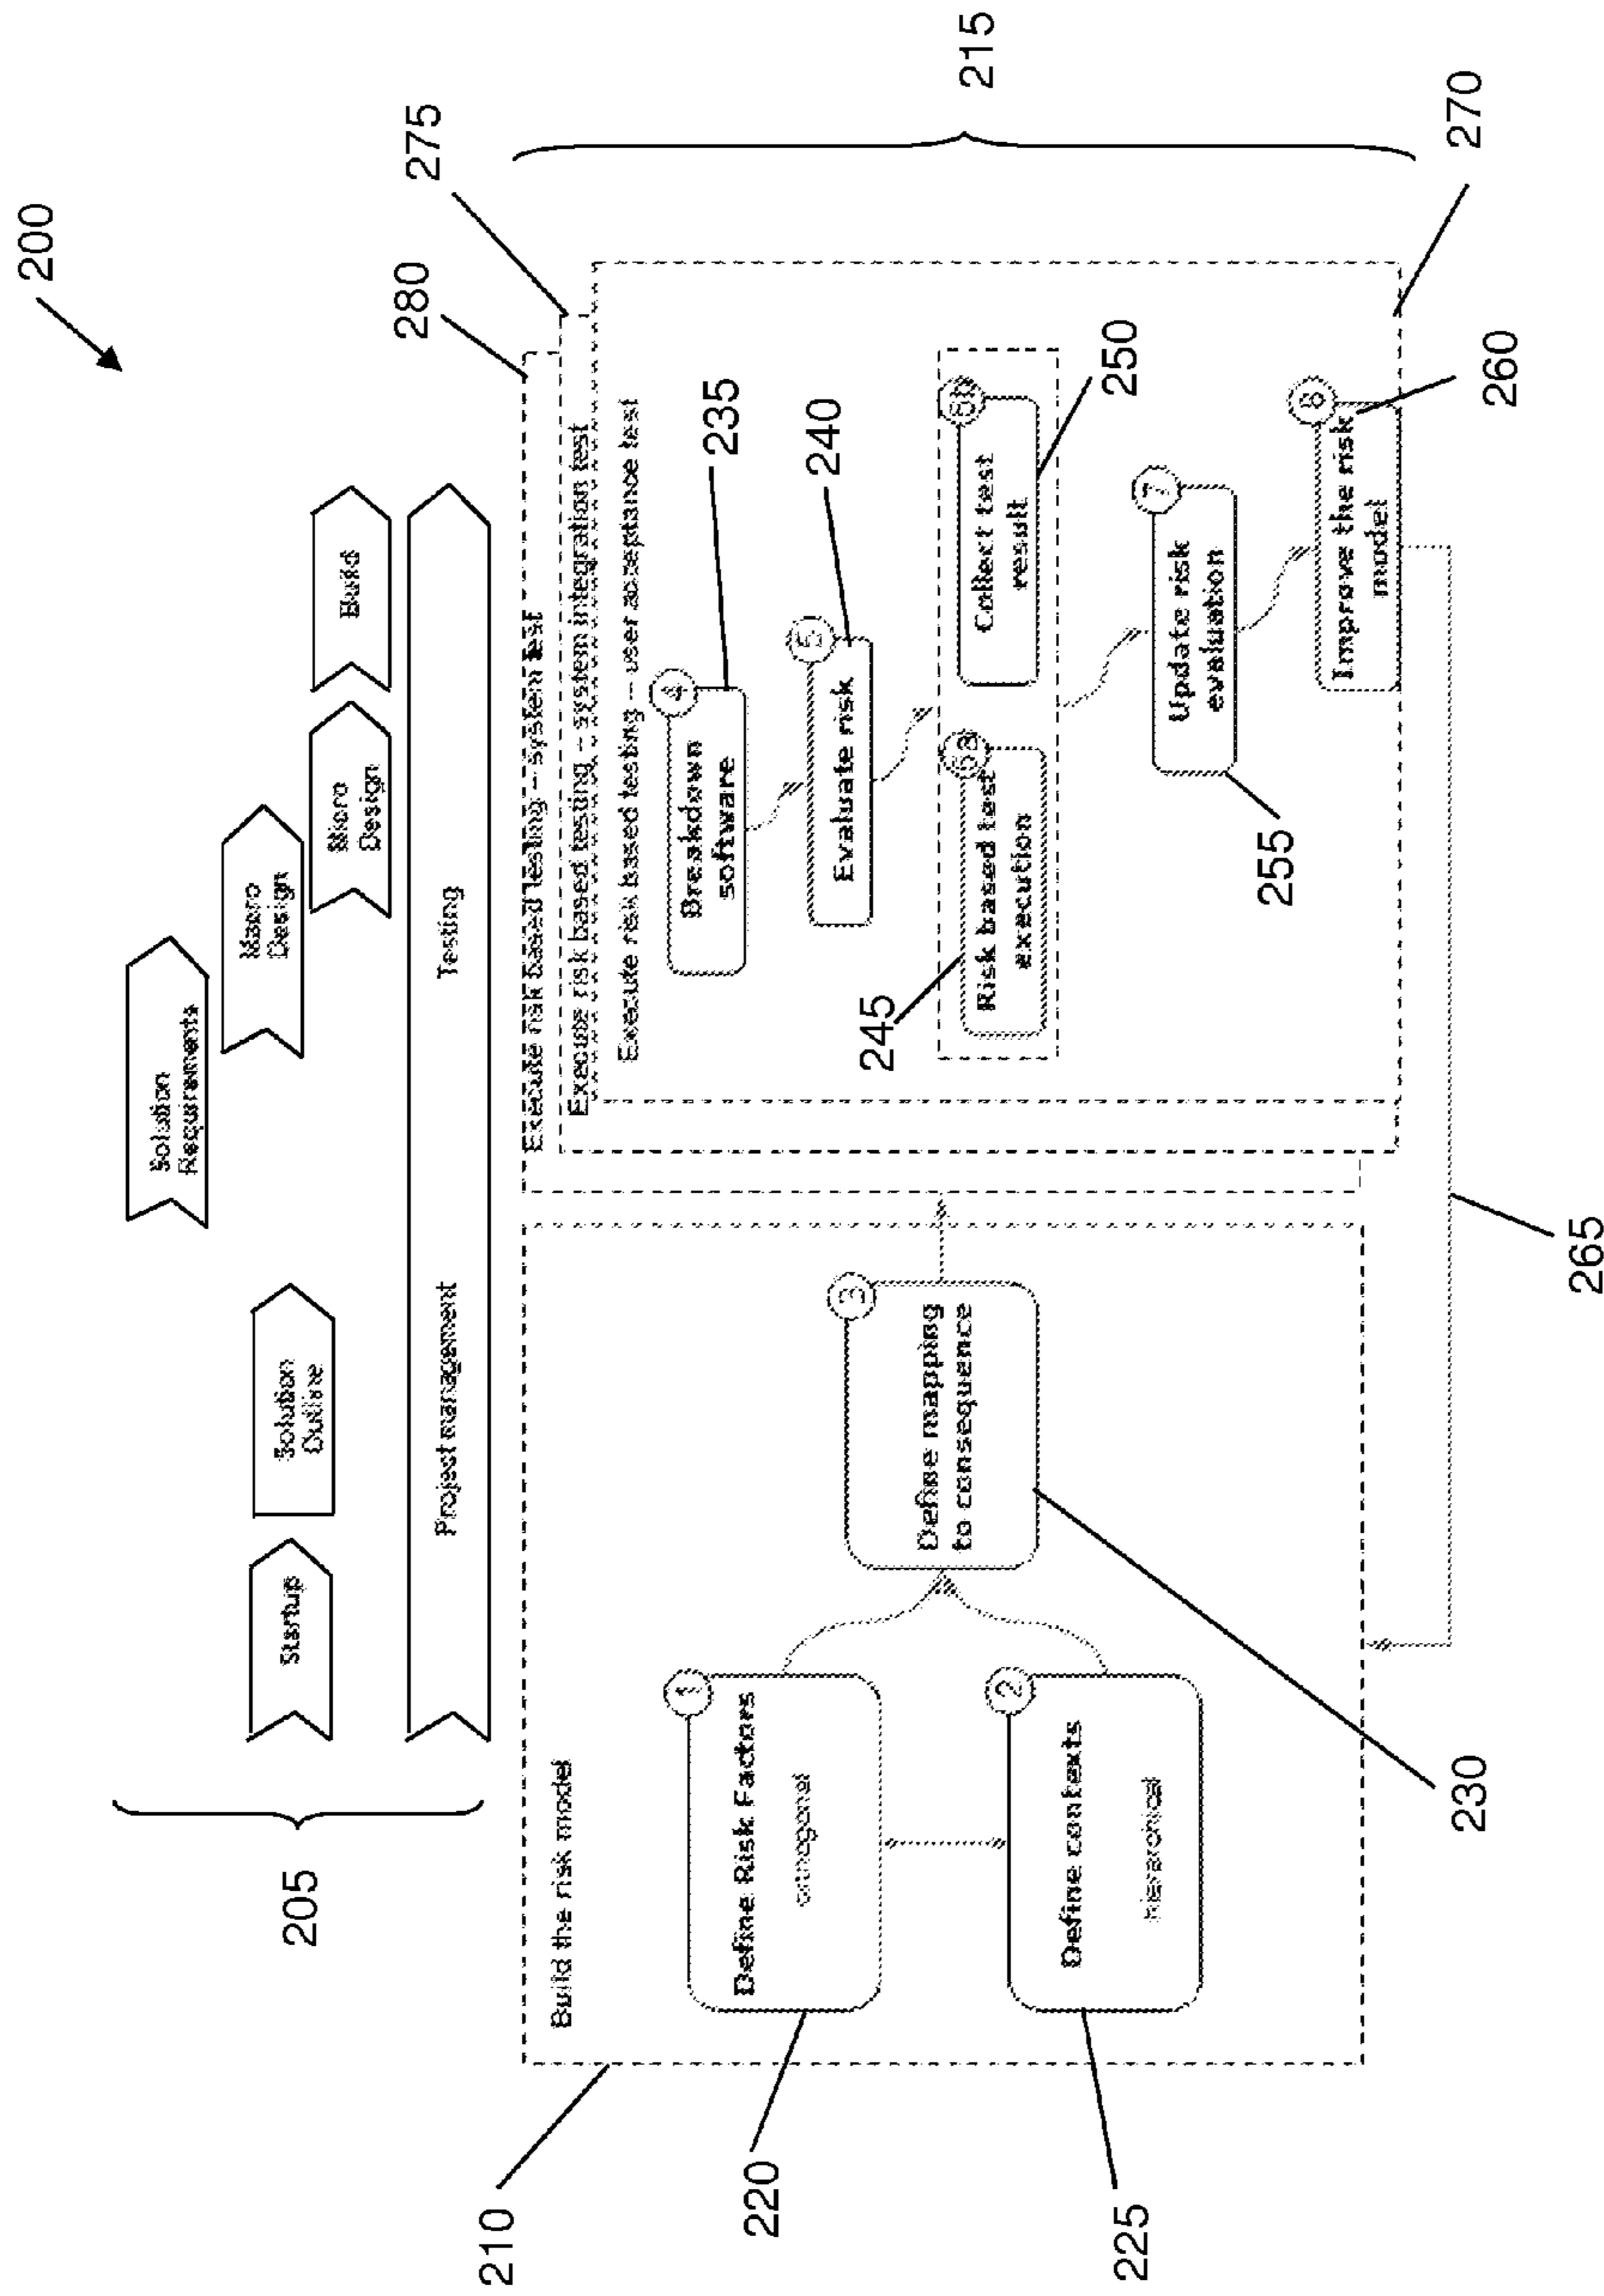 200
205
Startup
Solution
Outline
Solution
Requirements
Macro
Design
Micro
Design
Build
Project management
Testing
210
Build the risk model
1
Define Risk Factors
orthogonal
220
2
Define contexts
hierarchical
225
3
Define mapping
to consequence
230
280
Execute risk based testing – system test
275
Execute risk based testing – system integration test
270
Execute risk based testing – user acceptance test
215
4
Breakdown
software
235
5
Evaluate risk
240
6a
Risk based test
execution
245
6b
Collect test
result
250
7
Update risk
evaluation
255
8
Improve the risk
model
260
265